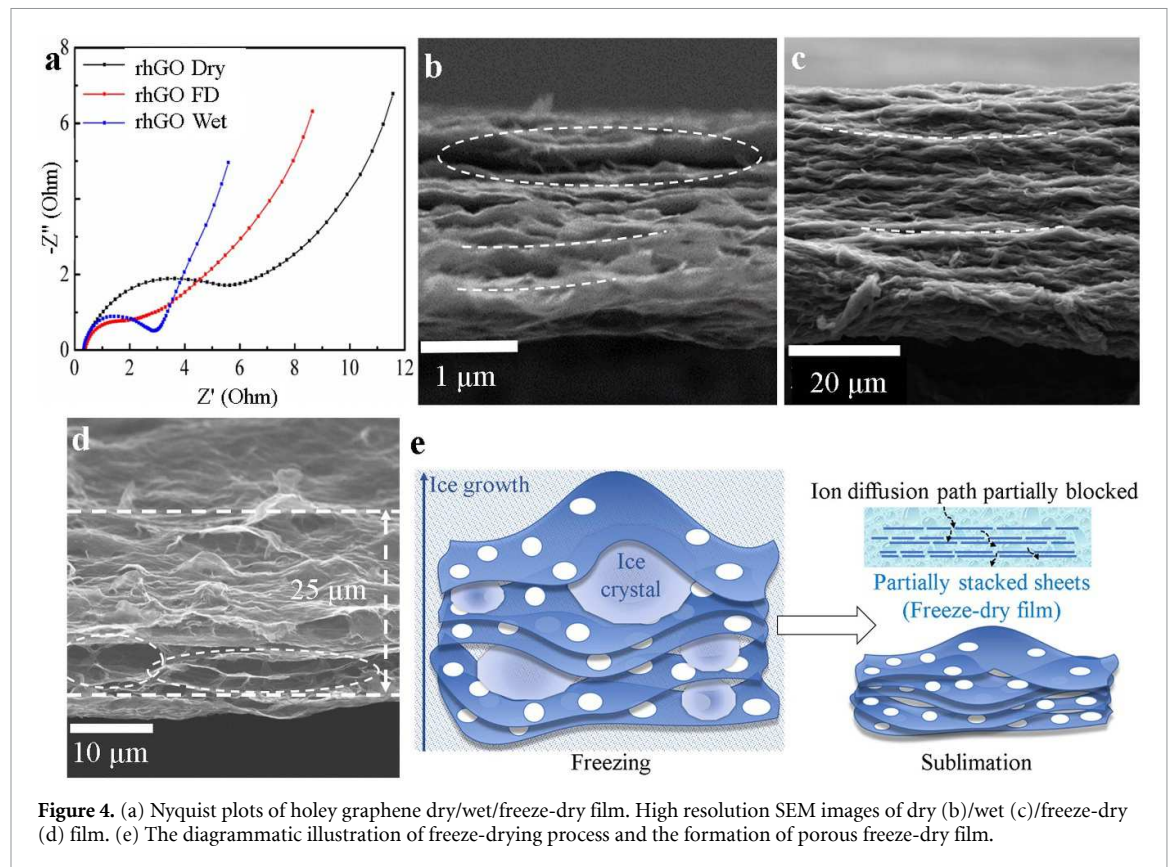 a
rhGO Dry
rhGO FD
rhGO Wet
-Z" (Ohm)
8
6
4
2
0
0 2 4 6 8 10 12
Z' (Ohm)
b
1 μm
c
20 μm
d
25 μm
10 μm
e
Ice growth
Ice
crystal
Freezing
Ion diffusion path partially blocked
Partially stacked sheets
(Freeze-dry film)
Sublimation
Figure 4. (a) Nyquist plots of holey graphene dry/wet/freeze-dry film. High resolution SEM images of dry (b)/wet (c)/freeze-dry
(d) film. (e) The diagrammatic illustration of freeze-drying process and the formation of porous freeze-dry film.